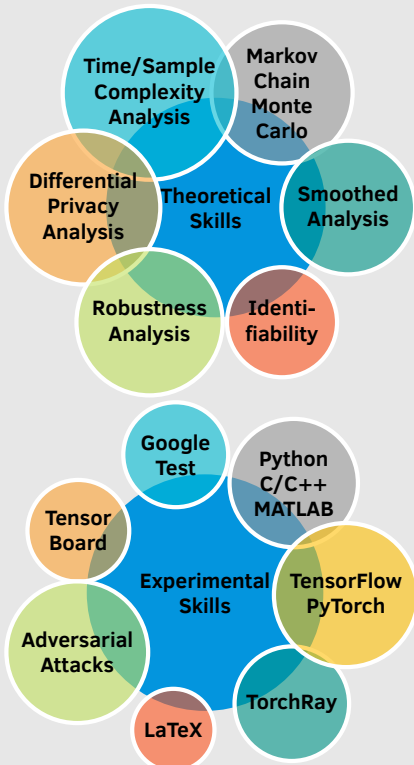 Time/Sample
Complexity
Analysis
Markov
Chain
Monte
Carlo
Differential
Privacy
Analysis
Theoretical
Skills
Smoothed
Analysis
Robustness
Analysis
Identi-
fiability
Google
Test
Python
C/C++
MATLAB
Tensor
Board
Experimental
Skills
TensorFlow
PyTorch
Adversarial
Attacks
LaTeX
TorchRay